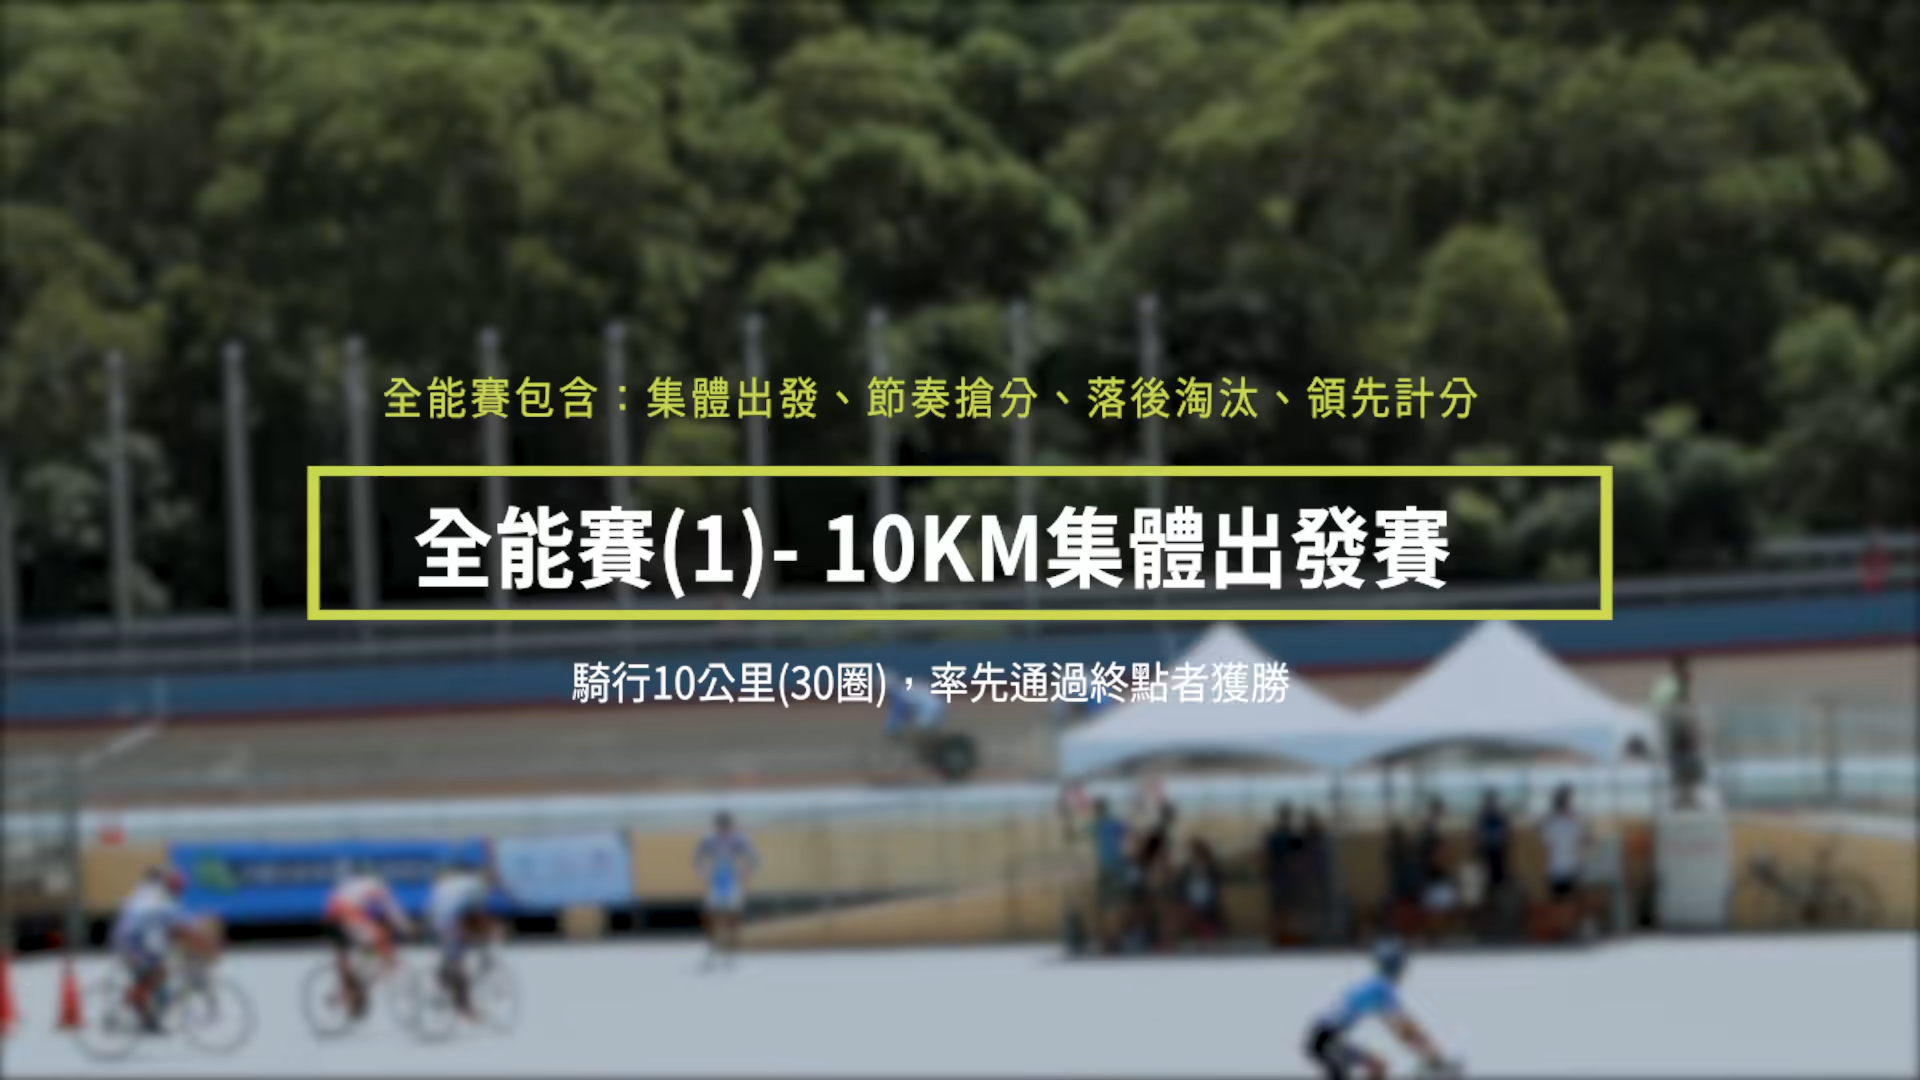 全能賽包含：集體出發、節奏搶分、落後淘汰、領先計分
全能賽(1)- 10KM集體出發賽
騎行10公里(30圈)，率先通過終點者獲勝